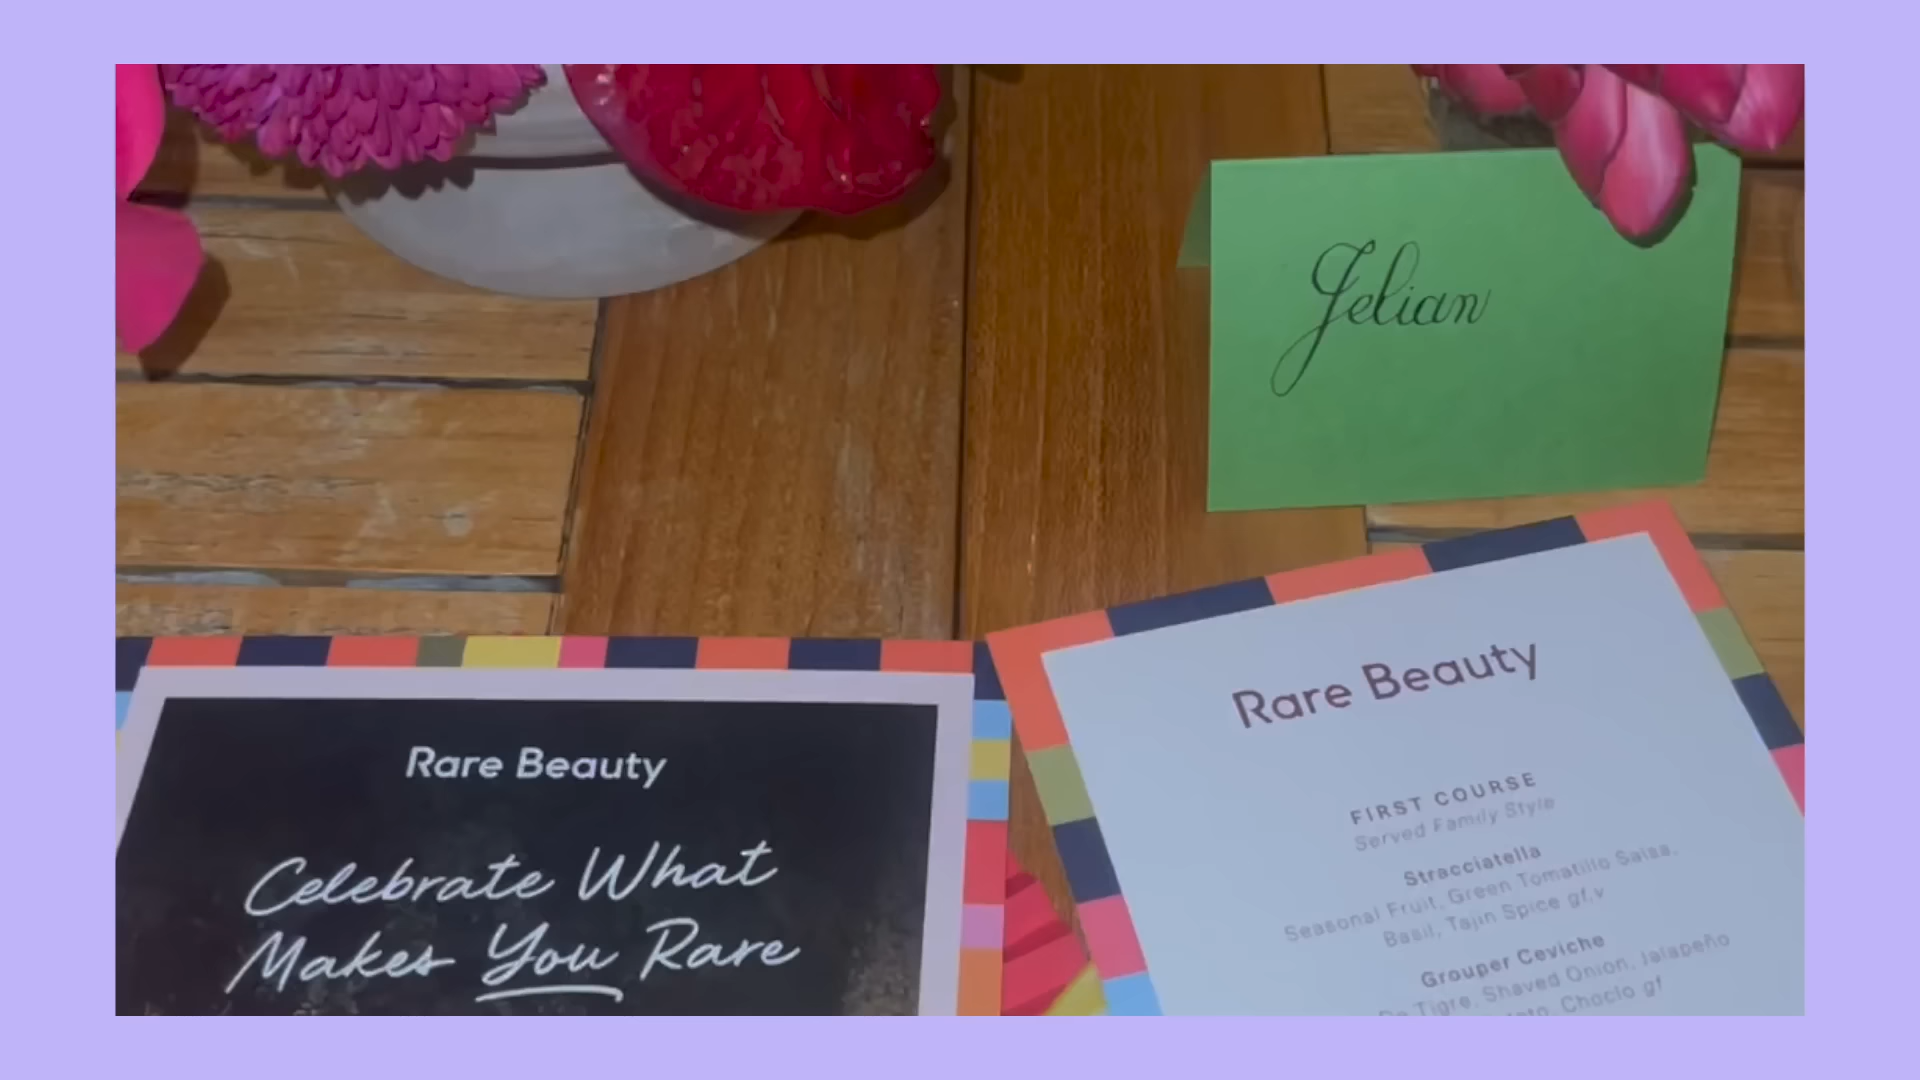 Jelian
Rare Beauty
Celebrate What
Makes You Rare
Rare Beauty
FIRST COURSE
Served Family Style
Stracciatella
Seasonal Fruit, Green Tomatillo Salsa,
Basil, Tajin Spice gf,v
Grouper Ceviche
De Tigre, Shaved Onion, Jalapeño
Choclo gf